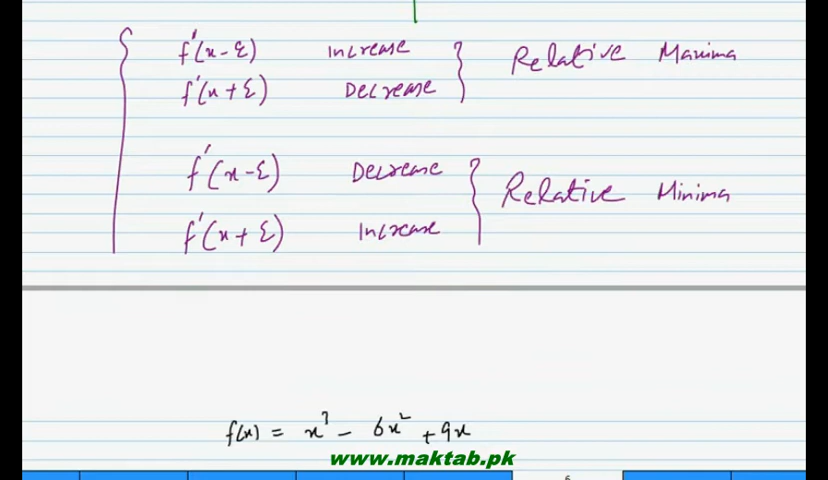 f'(x-ε) Increase
f'(x+ε) Decrease
Relative Maxima
f'(x-ε) Decrease
f'(x+ε) Increase
Relative Minima
f(x) = x³ - 6x² + 9x
www.maktab.pk